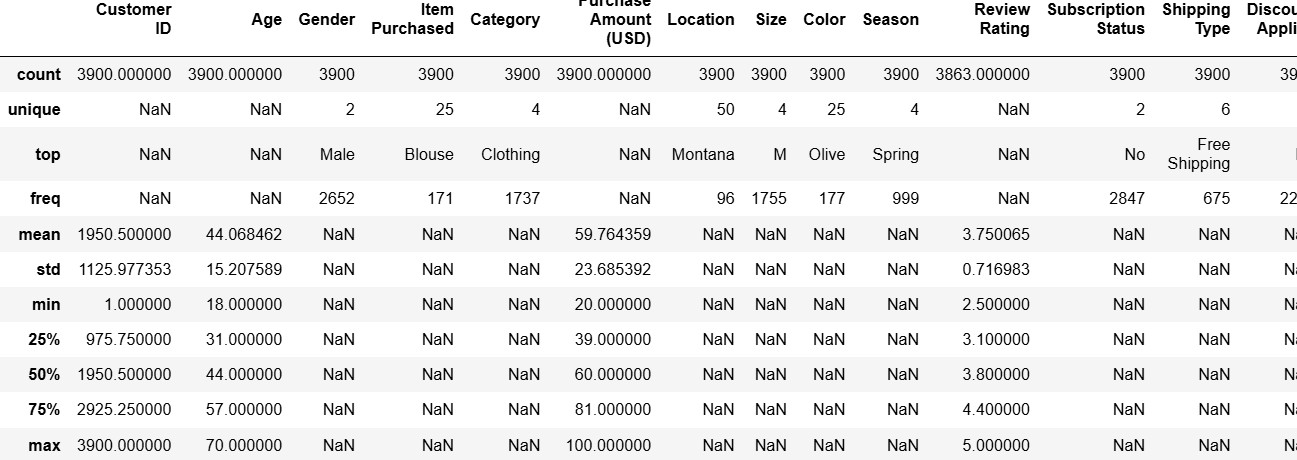 Customer ID Age Gender Item Purchased Category Purchase Amount (USD) Location Size Color Season Review Rating Subscription Status Shipping Type
count 3900.000000 3900.000000 3900 3900 3900 3900.000000 3900 3900 3900 3900 3863.000000 3900 3900
unique NaN NaN 2 25 4 NaN 50 4 25 4 NaN 2 6
top NaN NaN Male Blouse Clothing NaN Montana M Olive Spring NaN No Free Shipping
freq NaN NaN 2652 171 1737 NaN 96 1755 177 999 NaN 2847 675
mean 1950.500000 44.068462 NaN NaN NaN 59.764359 NaN NaN NaN NaN 3.750065 NaN NaN
std 1125.977353 15.207589 NaN NaN NaN 23.685392 NaN NaN NaN NaN 0.716983 NaN NaN
min 1.000000 18.000000 NaN NaN NaN 20.000000 NaN NaN NaN NaN 2.500000 NaN NaN
25% 975.750000 31.000000 NaN NaN NaN 39.000000 NaN NaN NaN NaN 3.100000 NaN NaN
50% 1950.500000 44.000000 NaN NaN NaN 60.000000 NaN NaN NaN NaN 3.800000 NaN NaN
75% 2925.250000 57.000000 NaN NaN NaN 81.000000 NaN NaN NaN NaN 4.400000 NaN NaN
max 3900.000000 70.000000 NaN NaN NaN 100.000000 NaN NaN NaN NaN 5.000000 NaN NaN